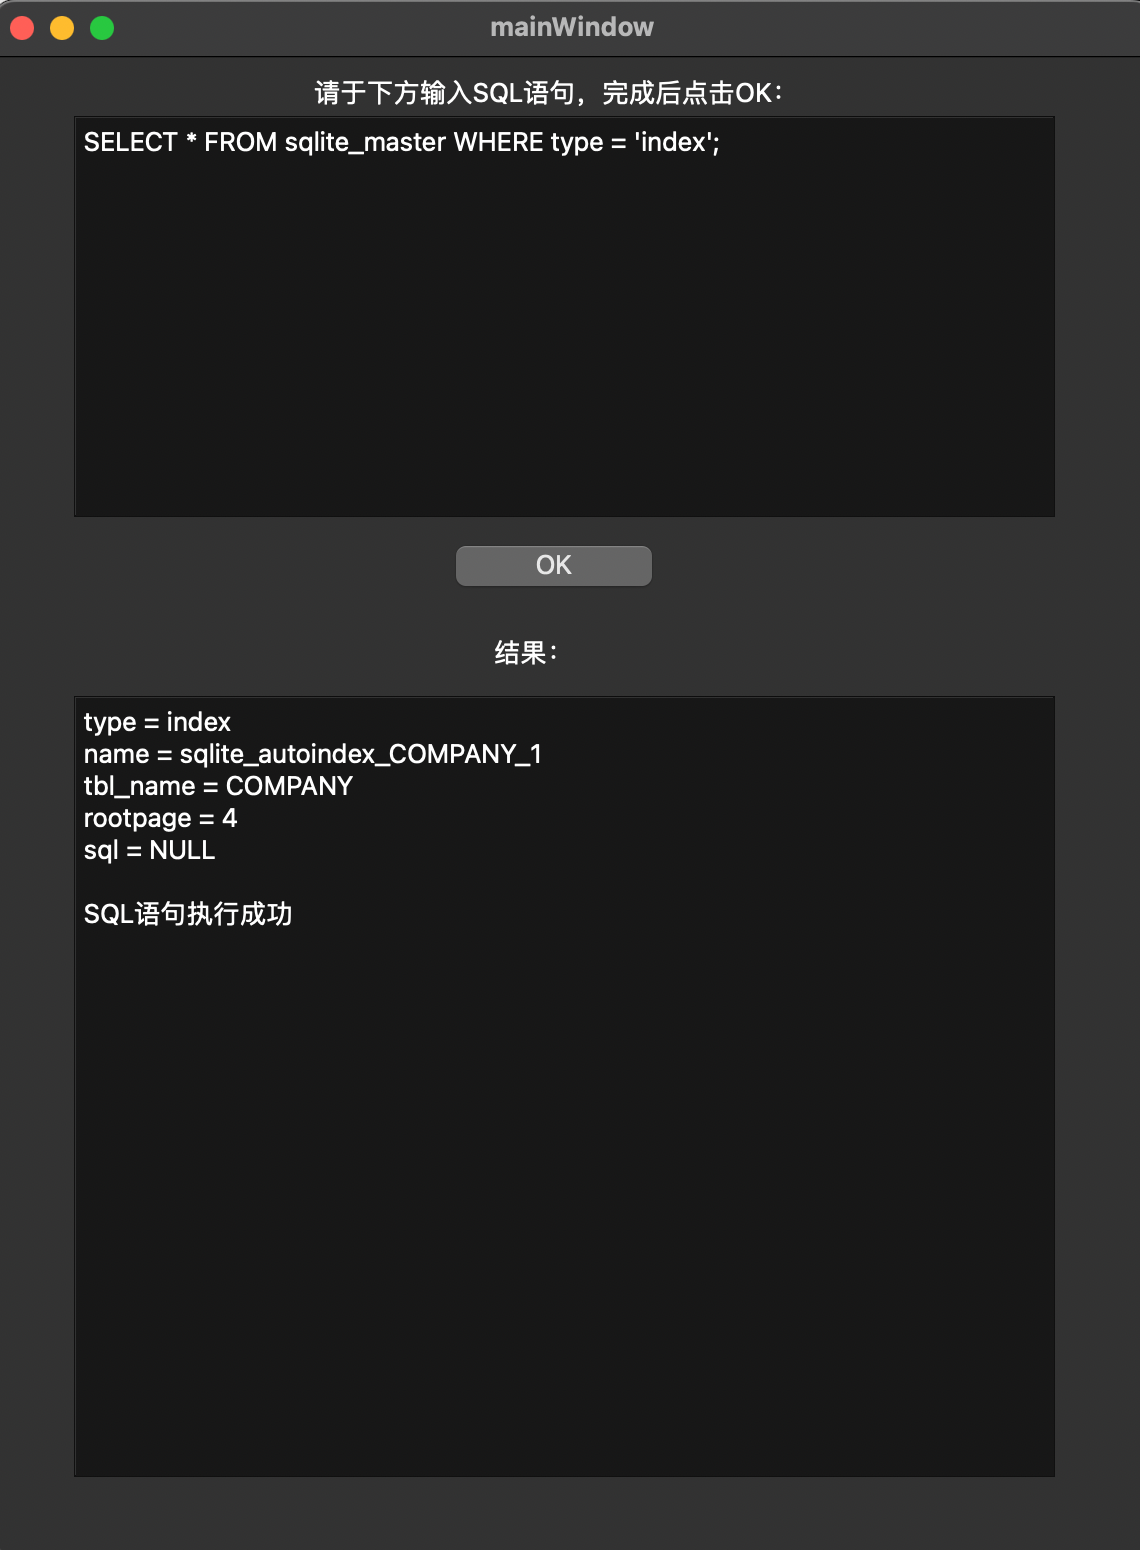 mainWindow
请于下方输入SQL语句，完成后点击OK：
SELECT * FROM sqlite_master WHERE type = 'index';
OK
结果：
type = index
name = sqlite_autoindex_COMPANY_1
tbl_name = COMPANY
rootpage = 4
sql = NULL
SQL语句执行成功